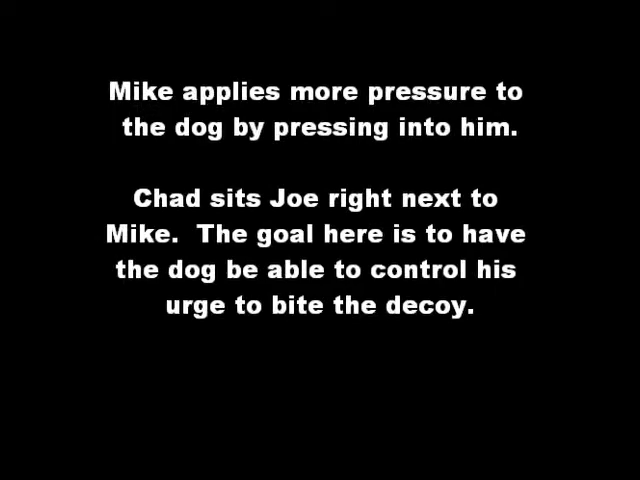 Mike applies more pressure to
the dog by pressing into him.
Chad sits Joe right next to
Mike.  The goal here is to have
the dog be able to control his
urge to bite the decoy.